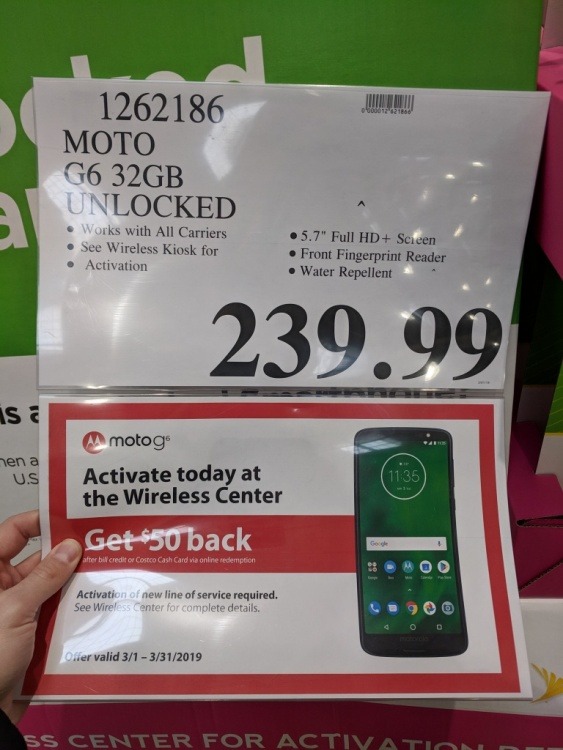 1262186
MOTO
G6 32GB
UNLOCKED
• Works with All Carriers
• See Wireless Kiosk for
• Activation
• 5.7" Full HD+ Screen
• Front Fingerprint Reader
• Water Repellent
239.99
moto g6
Activate today at
the Wireless Center
Get $50 back
after bill credit or Costco Cash Card via online redemption
Activation of new line of service required.
See Wireless Center for complete details.
Offer valid 3/1 – 3/31/2019
11:35
Google
is a
U.S
SS CENTER FOR ACTIVATION